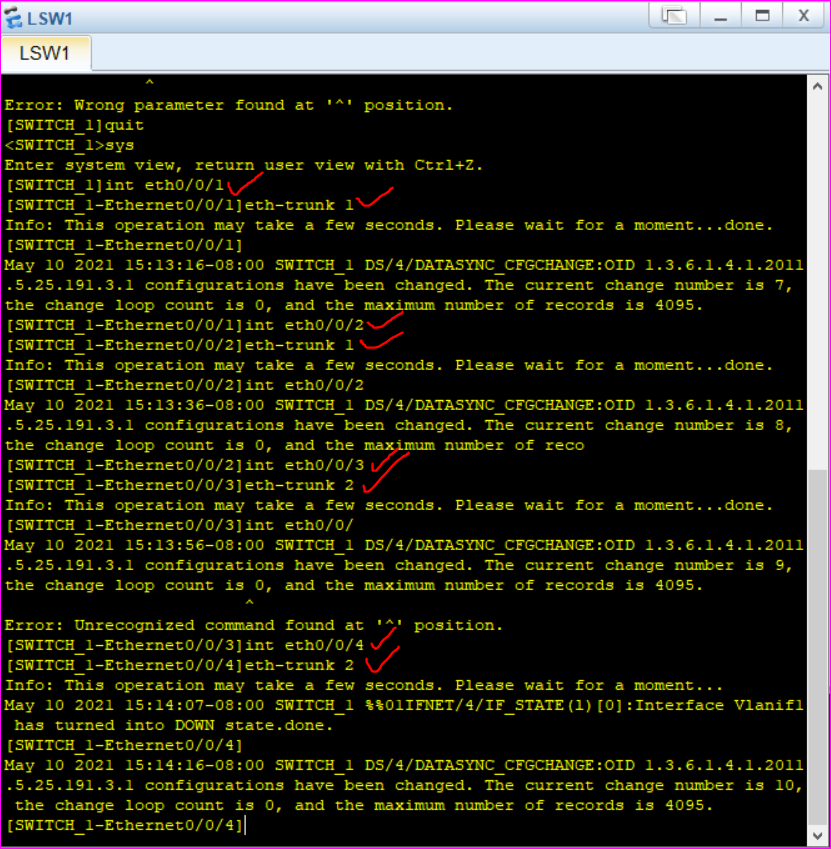 LSW1
X
LSW1
^
Error: Wrong parameter found at '^' position.
[SWITCH_1]quit
<SWITCH_1>sys
Enter system view, return user view with Ctrl+Z.
[SWITCH_1]int eth0/0/1
[SWITCH_1-Ethernet0/0/1]eth-trunk 1
Info: This operation may take a few seconds. Please wait for a moment...done.
[SWITCH_1-Ethernet0/0/1]
May 10 2021 15:13:16-08:00 SWITCH_1 DS/4/DATASYNC_CFGCHANGE:OID 1.3.6.1.4.1.2011
.5.25.191.3.1 configurations have been changed. The current change number is 7,
the change loop count is 0, and the maximum number of records is 4095.
[SWITCH_1-Ethernet0/0/1]int eth0/0/2
[SWITCH_1-Ethernet0/0/2]eth-trunk 1
Info: This operation may take a few seconds. Please wait for a moment...done.
[SWITCH_1-Ethernet0/0/2]int eth0/0/2
May 10 2021 15:13:36-08:00 SWITCH_1 DS/4/DATASYNC_CFGCHANGE:OID 1.3.6.1.4.1.2011
.5.25.191.3.1 configurations have been changed. The current change number is 8,
the change loop count is 0, and the maximum number of reco
[SWITCH_1-Ethernet0/0/2]int eth0/0/3
[SWITCH_1-Ethernet0/0/3]eth-trunk 2
Info: This operation may take a few seconds. Please wait for a moment...done.
[SWITCH_1-Ethernet0/0/3]int eth0/0/
May 10 2021 15:13:56-08:00 SWITCH_1 DS/4/DATASYNC_CFGCHANGE:OID 1.3.6.1.4.1.2011
.5.25.191.3.1 configurations have been changed. The current change number is 9,
the change loop count is 0, and the maximum number of records is 4095.
^
Error: Unrecognized command found at '^' position.
[SWITCH_1-Ethernet0/0/3]int eth0/0/4
[SWITCH_1-Ethernet0/0/4]eth-trunk 2
Info: This operation may take a few seconds. Please wait for a moment...
May 10 2021 15:14:07-08:00 SWITCH_1 %%01IFNET/4/IF_STATE(l)[0]:Interface Vlanif1
has turned into DOWN state.done.
[SWITCH_1-Ethernet0/0/4]
May 10 2021 15:14:16-08:00 SWITCH_1 DS/4/DATASYNC_CFGCHANGE:OID 1.3.6.1.4.1.2011
.5.25.191.3.1 configurations have been changed. The current change number is 10,
the change loop count is 0, and the maximum number of records is 4095.
[SWITCH_1-Ethernet0/0/4]